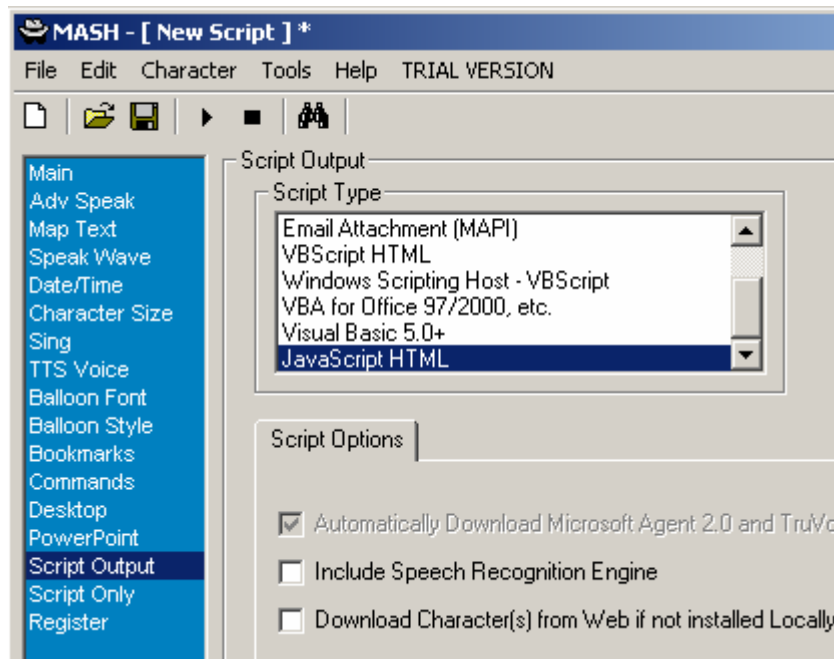 MASH - [ New Script ] *
File Edit Character Tools Help TRIAL VERSION
Main
Adv Speak
Map Text
Speak Wave
Date/Time
Character Size
Sing
TTS Voice
Balloon Font
Balloon Style
Bookmarks
Commands
Desktop
PowerPoint
Script Output
Script Only
Register
Script Output
Script Type
Email Attachment (MAPI)
VBScript HTML
Windows Scripting Host - VBScript
VBA for Office 97/2000, etc.
Visual Basic 5.0+
JavaScript HTML
Script Options
Automatically Download Microsoft Agent 2.0 and
Include Speech Recognition Engine
Download Character(s) from Web if not installed Locally